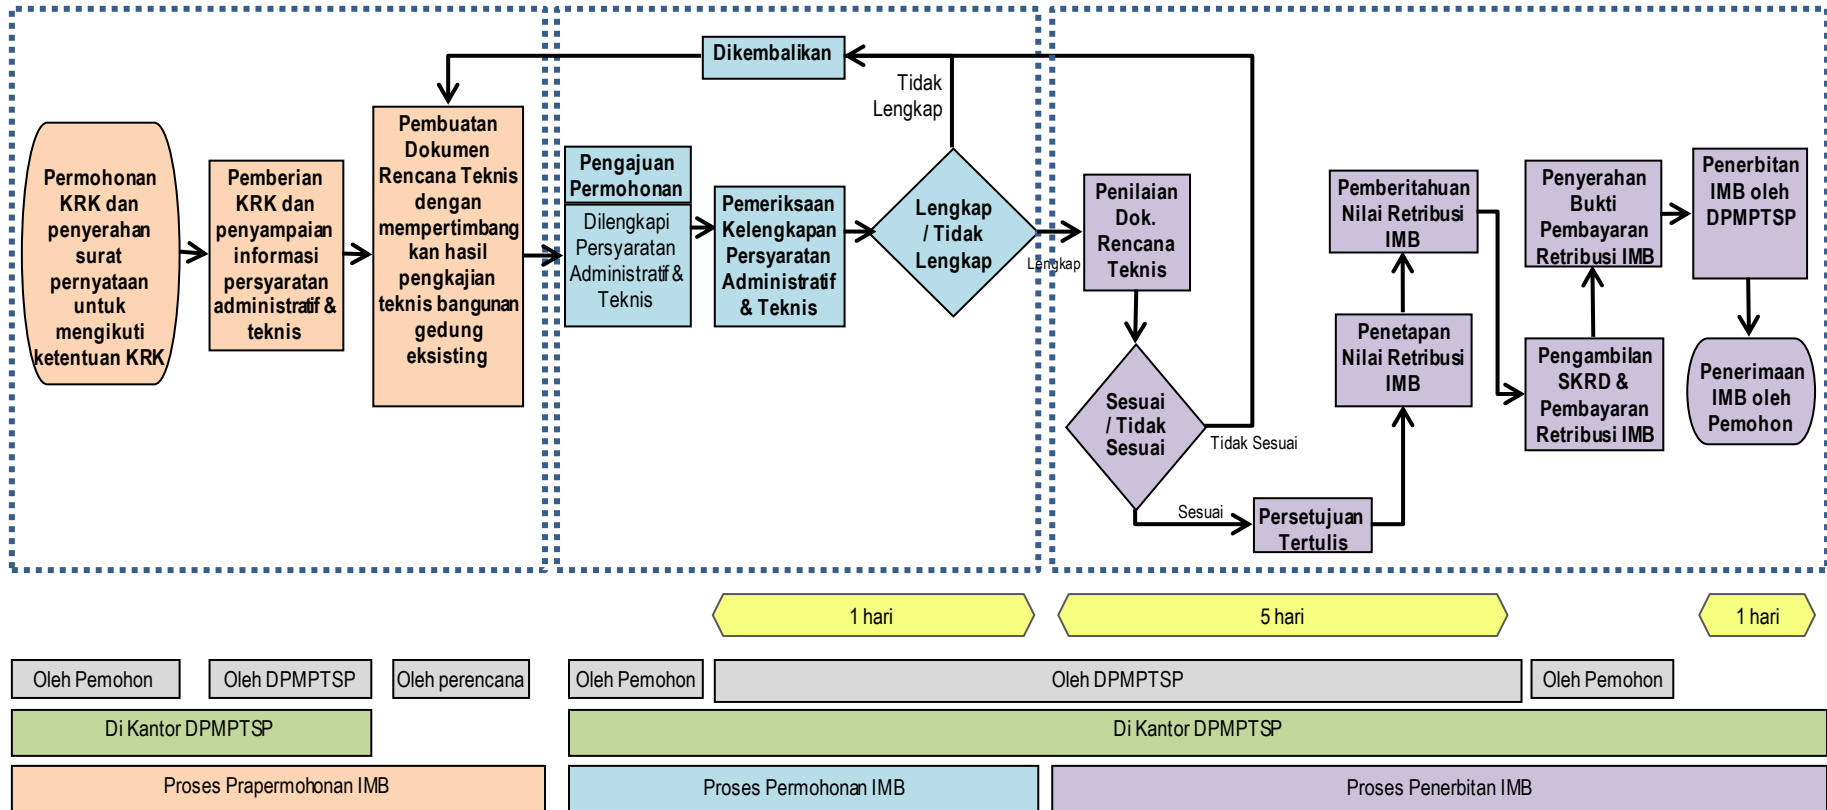 Dikembalikan
Tidak
Lengkap
Permohonan
KRK dan
penyerahan
surat
pernyataan
untuk
mengikuti
ketentuan KRK
Pemberian
KRK dan
penyampaian
informasi
persyaratan
administratif &
teknis
Pembuatan
Dokumen
Rencana Teknis
dengan
mempertimbang
kan hasil
pengkajian
teknis bangunan
gedung
eksisting
Pengajuan
Permohonan
Dilengkapi
Persyaratan
Administratif &
Teknis
Pemeriksaan
Kelengkapan
Persyaratan
Administratif
& Teknis
Lengkap
/ Tidak
Lengkap
Lengkap
Penilaian
Dok.
Rencana
Teknis
Sesuai
/ Tidak
Sesuai
Tidak Sesuai
Sesuai
Persetujuan
Tertulis
Penetapan
Nilai Retribusi
IMB
Pemberitahuan
Nilai Retribusi
IMB
Pengambilan
SKRD &
Pembayaran
Retribusi IMB
Penyerahan
Bukti
Pembayaran
Retribusi IMB
Penerbitan
IMB oleh
DPMPTSP
Penerimaan
IMB oleh
Pemohon
1 hari
5 hari
1 hari
Oleh Pemohon
Oleh DPMPTSP
Oleh perencana
Oleh Pemohon
Oleh DPMPTSP
Oleh Pemohon
Di Kantor DPMPTSP
Di Kantor DPMPTSP
Proses Prapermohonan IMB
Proses Permohonan IMB
Proses Penerbitan IMB